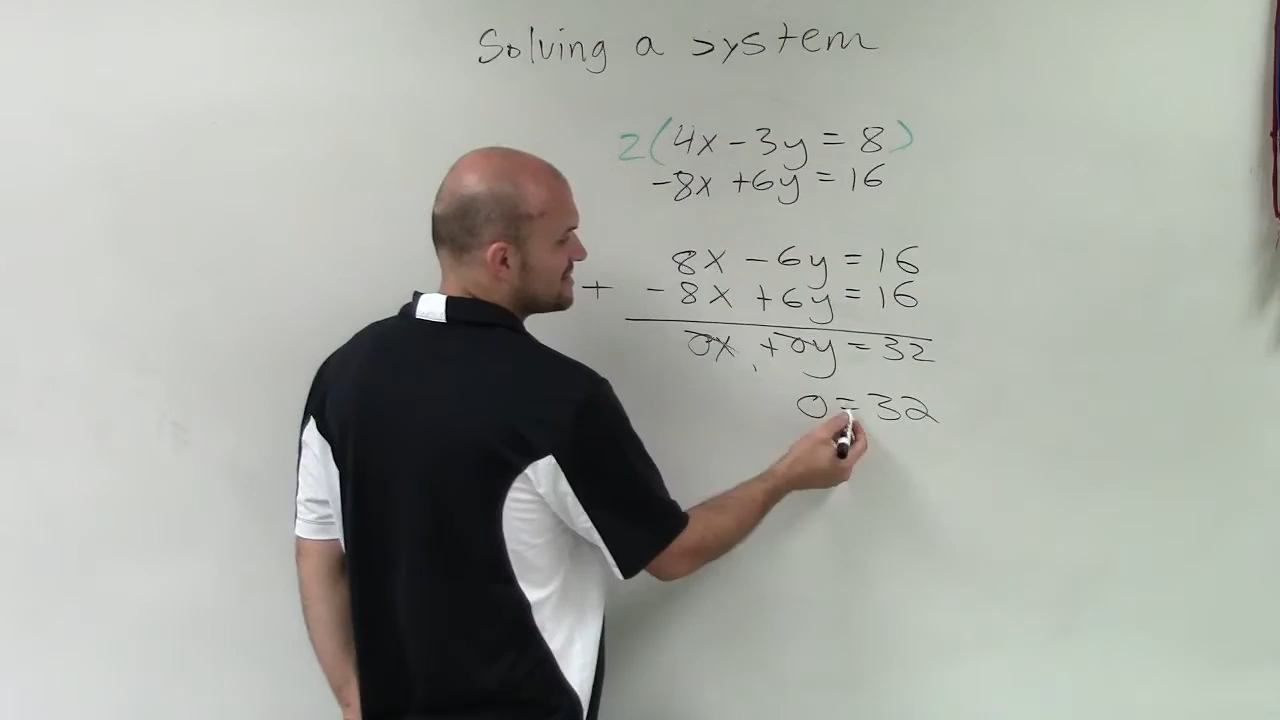 Solving a system
2(4x - 3y = 8)
-8x + 6y = 16
8x - 6y = 16
+ -8x + 6y = 16
0x + 0y = 32
0 = 32